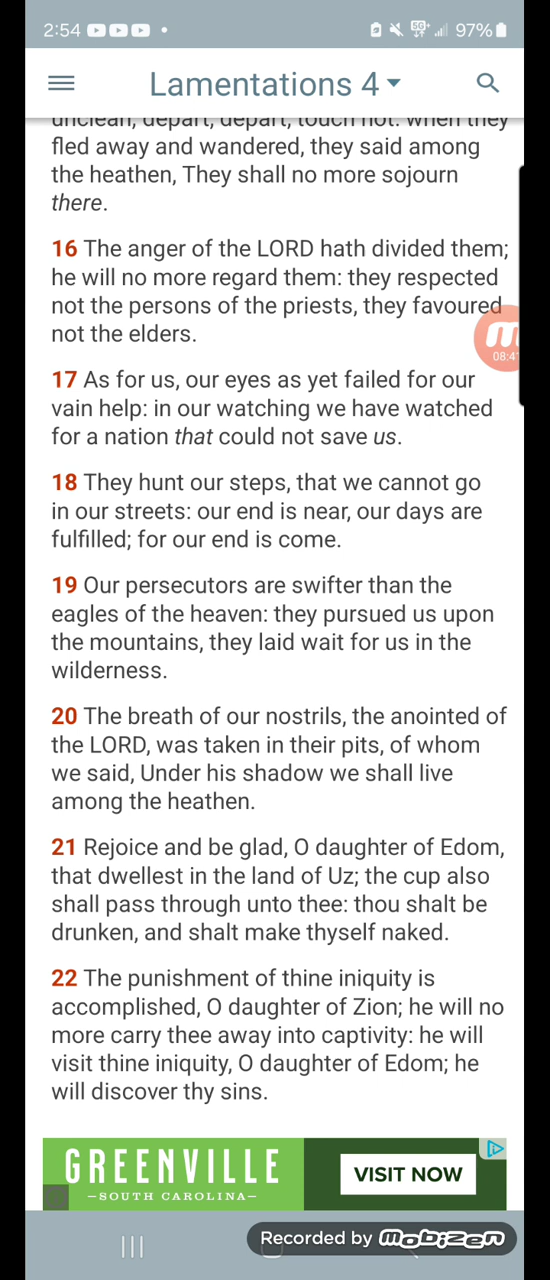 2:54
5G+
97%
Lamentations 4
unclean, depart, depart, touch not: when they
fled away and wandered, they said among
the heathen, They shall no more sojourn
there.
16 The anger of the LORD hath divided them;
he will no more regard them: they respected
not the persons of the priests, they favoured
not the elders.
08:4
17 As for us, our eyes as yet failed for our
vain help: in our watching we have watched
for a nation that could not save us.
18 They hunt our steps, that we cannot go
in our streets: our end is near, our days are
fulfilled; for our end is come.
19 Our persecutors are swifter than the
eagles of the heaven: they pursued us upon
the mountains, they laid wait for us in the
wilderness.
20 The breath of our nostrils, the anointed of
the LORD, was taken in their pits, of whom
we said, Under his shadow we shall live
among the heathen.
21 Rejoice and be glad, O daughter of Edom,
that dwellest in the land of Uz; the cup also
shall pass through unto thee: thou shalt be
drunken, and shalt make thyself naked.
22 The punishment of thine iniquity is
accomplished, O daughter of Zion; he will no
more carry thee away into captivity: he will
visit thine iniquity, O daughter of Edom; he
will discover thy sins.
GREENVILLE
—SOUTH CAROLINA—
VISIT NOW
Recorded by mobizen